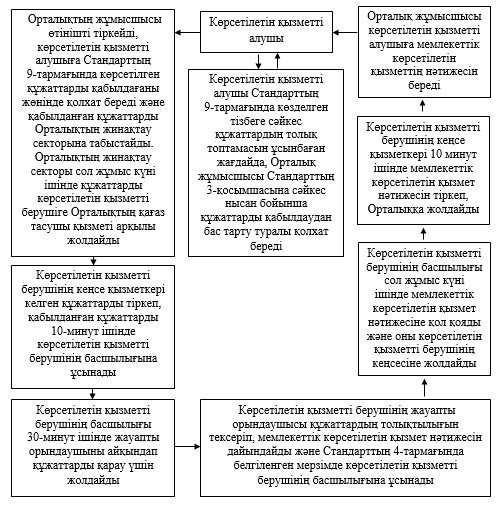 Орталықтың жұмысшысы
өтінішті тіркейді,
көрсетілетін қызметті
алушыға Стандарттың
9-тармағында көрсетілген
құжаттарды қабылдағаны
жөнінде қолхат береді және
қабылданған құжаттарды
Орталықтың жинақтау
секторына табыстайды.
Орталықтың жинақтау
секторы сол жұмыс күні
ішінде құжаттарды
көрсетілетін қызметті
берушіге Орталықтың қағаз
тасушы қызметі арқылы
жолдайды
Көрсетілетін қызметті
алушы
Көрсетілетін қызметті
алушы Стандарттың
9-тармағында көзделген
тізбеге сәйкес
құжаттардың толық
топтамасын ұсынбаған
жағдайда, Орталық
жұмысшысы Стандарттың
3-қосымшасына сәйкес
нысан бойынша
құжаттарды қабылдаудан
бас тарту туралы қолхат
береді
Орталық жұмысшысы
көрсетілетін қызметті
алушыға мемлекеттік
көрсетілетін
қызметтің нәтижесін
береді
Көрсетілетін қызметті
берушінің кеңсе
қызметкері 10 минут
ішінде мемлекеттік
көрсетілетін қызмет
нәтижесін тіркеп,
Орталыққа жолдайды
Көрсетілетін қызметті
берушінің басшылығы
сол жұмыс күні
ішінде мемлекеттік
көрсетілетін қызмет
нәтижесіне қол қояды
және оны көрсетілетін
қызметті берушінің
кеңсесіне жолдайды
Көрсетілетін қызметті
берушінің кеңсе қызметкері
келген құжаттарды тіркеп,
қабылданған құжаттарды
10-минут ішінде
көрсетілетін қызметті
берушінің басшылығына
ұсынады
Көрсетілетін қызметті
берушінің басшылығы
30-минут ішінде жауапты
орындаушыны айқындап
құжаттарды қарау үшін
жолдайды
Көрсетілетін қызметті берушінің жауапты
орындаушысы құжаттардың толықтылығын
тексеріп, мемлекеттік көрсетілетін қызмет нәтижесін
дайындайды және Стандарттың 4-тармағында
белгіленген мерзімде көрсетілетін қызметті
берушінің басшылығына ұсынады